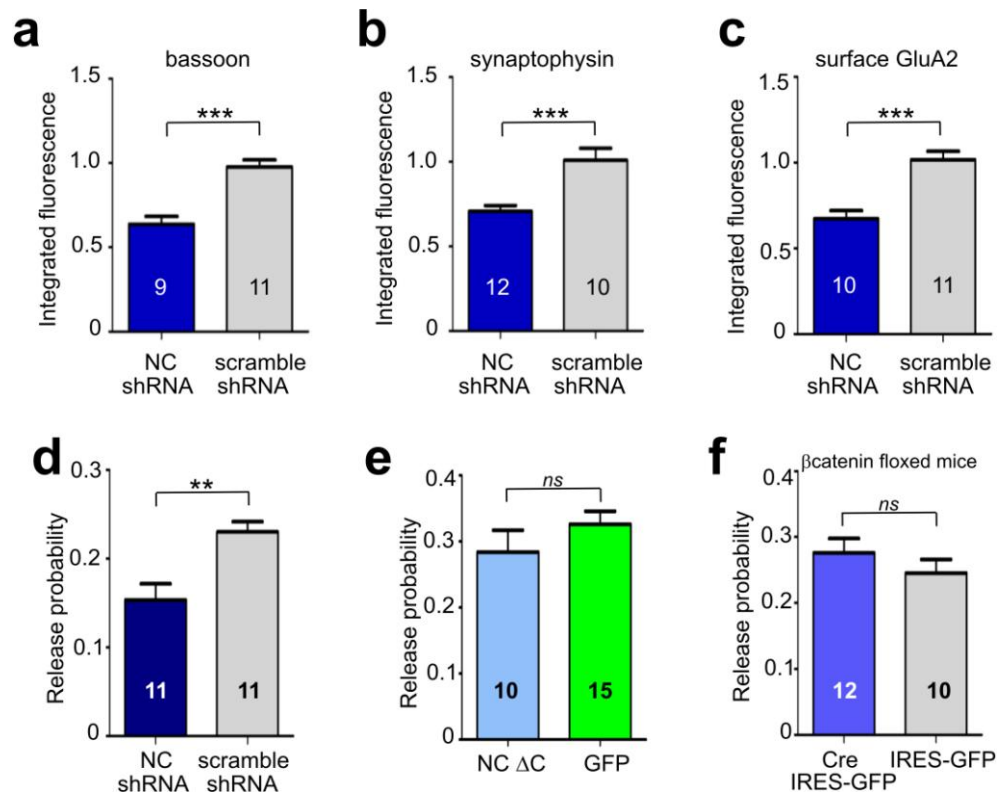 a
bassoon
Integrated fluorescence
1.5
1.0
0.5
0
***
9
11
NC
shRNA
scramble
shRNA
b
synaptophysin
Integrated fluorescence
1.5
1.0
0.5
0
***
12
10
NC
shRNA
scramble
shRNA
c
surface GluA2
Integrated fluorescence
1.5
1.0
0.5
0
***
10
11
NC
shRNA
scramble
shRNA
d
Release probability
0.3
0.2
0.1
0
**
11
11
NC
shRNA
scramble
shRNA
e
Release probability
0.4
0.3
0.2
0.1
0
ns
10
15
NC ΔC
GFP
f
βcatenin floxed mice
Release probability
0.4
0.3
0.2
0.1
0
ns
12
10
Cre
IRES-GFP
IRES-GFP